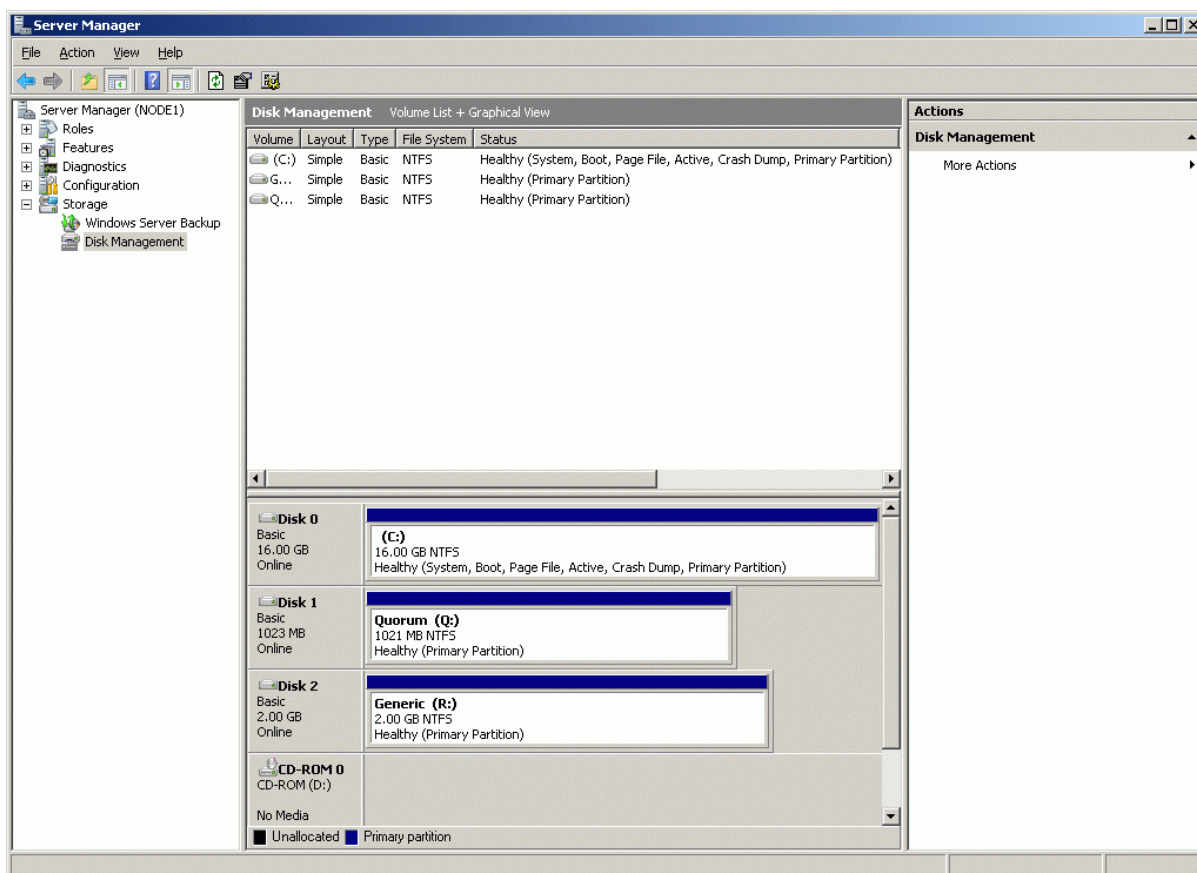 Server Manager
File Action View Help
Server Manager (NODE1)
Roles
Features
Diagnostics
Configuration
Storage
Windows Server Backup
Disk Management
Disk Management Volume List + Graphical View
Volume Layout Type File System Status
(C:) Simple Basic NTFS Healthy (System, Boot, Page File, Active, Crash Dump, Primary Partition)
G... Simple Basic NTFS Healthy (Primary Partition)
Q... Simple Basic NTFS Healthy (Primary Partition)
Disk 0
Basic
16.00 GB
Online
(C:)
16.00 GB NTFS
Healthy (System, Boot, Page File, Active, Crash Dump, Primary Partition)
Disk 1
Basic
1023 MB
Online
Quorum (Q:)
1021 MB NTFS
Healthy (Primary Partition)
Disk 2
Basic
2.00 GB
Online
Generic (R:)
2.00 GB NTFS
Healthy (Primary Partition)
CD-ROM 0
CD-ROM (D:)
No Media
Unallocated Primary partition
Actions
Disk Management
More Actions